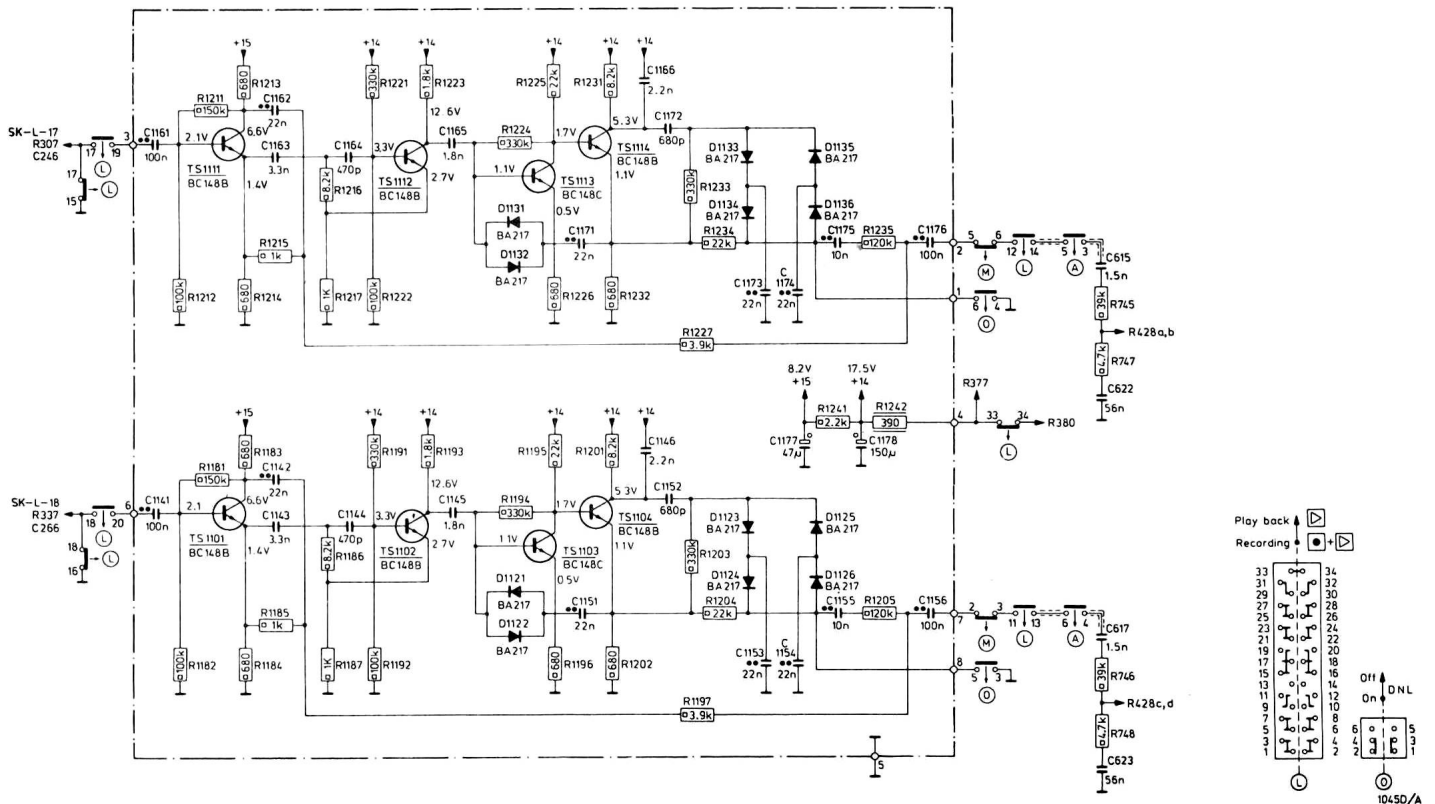 +15
+14
+14
+14
+14
+14
680
R1213
330k
R1221
1.8k
R1223
R1225
22k
R1231
8.2k
C1166
2.2n
R1211
150k
C1162
22n
12.6V
5.3V
C1172
680p
SK-L-17
R307
C246
17
19
L
3
C1161
100n
2.1V
6.6V
C1163
3.3n
C1164
470p
3.3V
C1165
1.8n
R1224
330k
1.7V
TS1114
BC148B
1.1V
D1133
BA217
D1135
BA217
17
15
L
TS1111
BC148B
1.4V
8.2k
R1216
TS1112
BC148B
2.7V
1.1V
TS1113
BC148C
0.5V
330k
R1233
D1134
BA217
D1136
BA217
D1131
BA217
D1132
BA217
C1171
22n
R1234
22k
C1175
10n
R1235
120k
C1176
100n
2
5
6
M
12
14
L
5
3
A
C615
1.5n
R1215
1k
100k
R1212
680
R1214
1K
R1217
100k
R1222
680
R1226
680
R1232
C1173
22n
C
1174
22n
1
6
4
O
39k
R745
R428a,b
4.7k
R747
C622
56n
R1227
3.9k
8.2V
+15
17.5V
+14
R377
R1241
2.2k
R1242
390
4
33
34
R380
L
C1177
47µ
C1178
150µ
+15
+14
+14
+14
+14
+14
680
R1183
330k
R1191
1.8k
R1193
R1195
22k
R1201
8.2k
C1146
2.2n
R1181
150k
C1142
22n
12.6V
5.3V
C1152
680p
SK-L-18
R337
C266
18
20
L
6
C1141
100n
2.1
6.6V
C1143
3.3n
C1144
470p
3.3V
C1145
1.8n
R1194
330k
1.7V
TS1104
BC148B
1.1V
D1123
BA217
D1125
BA217
18
16
L
TS1101
BC148B
1.4V
8.2k
R1186
TS1102
BC148B
2.7V
1.1V
TS1103
BC148C
0.5V
330k
R1203
D1124
BA217
D1126
BA217
D1121
BA217
D1122
BA217
C1151
22n
R1204
22k
C1155
10n
R1205
120k
C1156
100n
7
2
3
M
11
13
L
6
4
A
C617
1.5n
R1185
1k
100k
R1182
680
R1184
1K
R1187
100k
R1192
680
R1196
680
R1202
C1153
22n
C
1154
22n
8
5
3
O
39k
R746
R428c,d
4.7k
R748
C623
56n
R1197
3.9k
5
Play back
Recording
+
33 34
31 32
29 30
27 28
25 26
23 24
21 22
19 20
17 18
15 16
13 14
11 12
9 10
7 8
5 6
3 4
1 2
L
Off
On
DNL
6 5
4 3
2 1
O
1045D/A